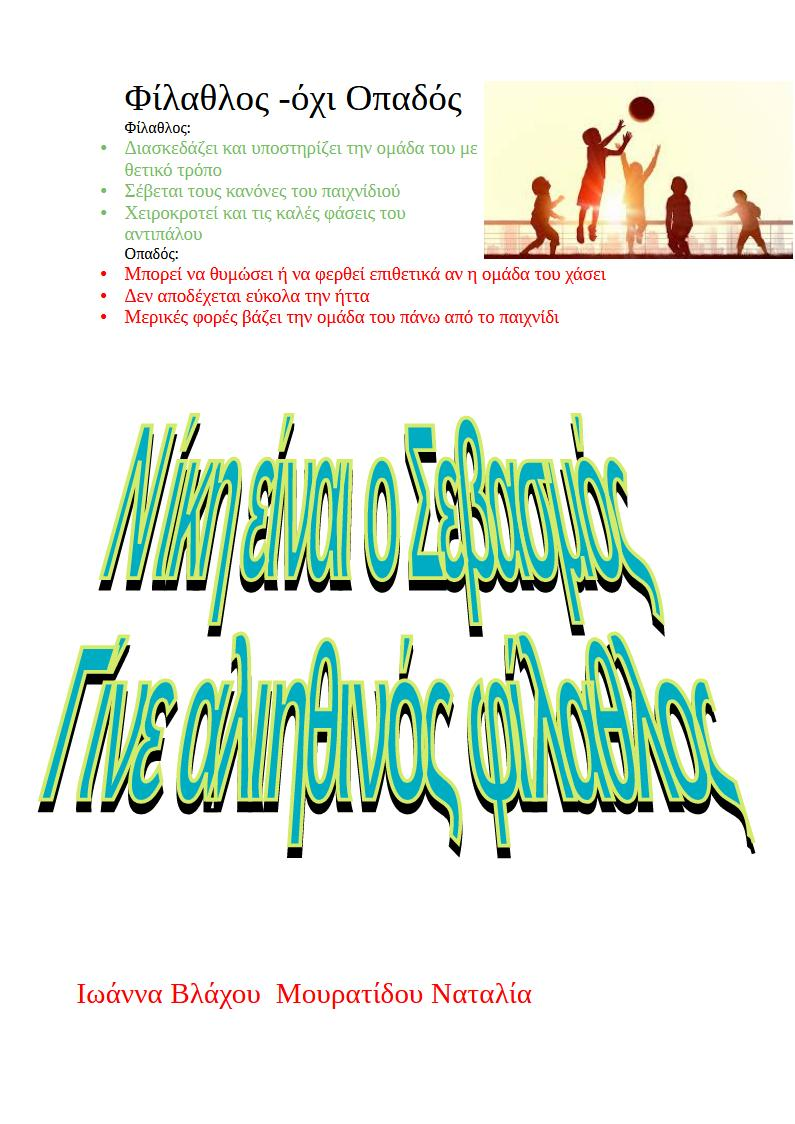 Φίλαθλος -όχι Οπαδός
Φίλαθλος:
• Διασκεδάζει και υποστηρίζει την ομάδα του με
θετικό τρόπο
• Σέβεται τους κανόνες του παιχνίδιού
• Χειροκροτεί και τις καλές φάσεις του
αντιπάλου
Οπαδός:
• Μπορεί να θυμώσει ή να φερθεί επιθετικά αν η ομάδα του χάσει
• Δεν αποδέχεται εύκολα την ήττα
• Μερικές φορές βάζει την ομάδα του πάνω από το παιχνίδι
Νίκη είναι ο Σεβασμός
Γίνε αλιηθινός φίλαθλος
Ιωάννα Βλάχου Μουρατίδου Ναταλία